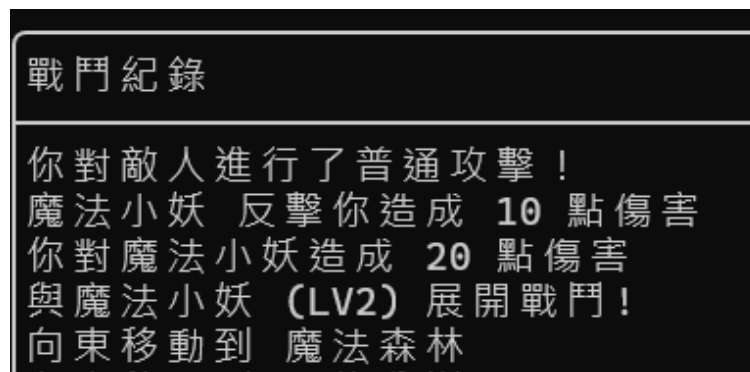 戰鬥紀錄
你對敵人進行了普通攻擊！
魔法小妖 反擊你造成 10 點傷害
你對魔法小妖造成 20 點傷害
與魔法小妖 (LV2) 展開戰鬥!
向東移動到 魔法森林